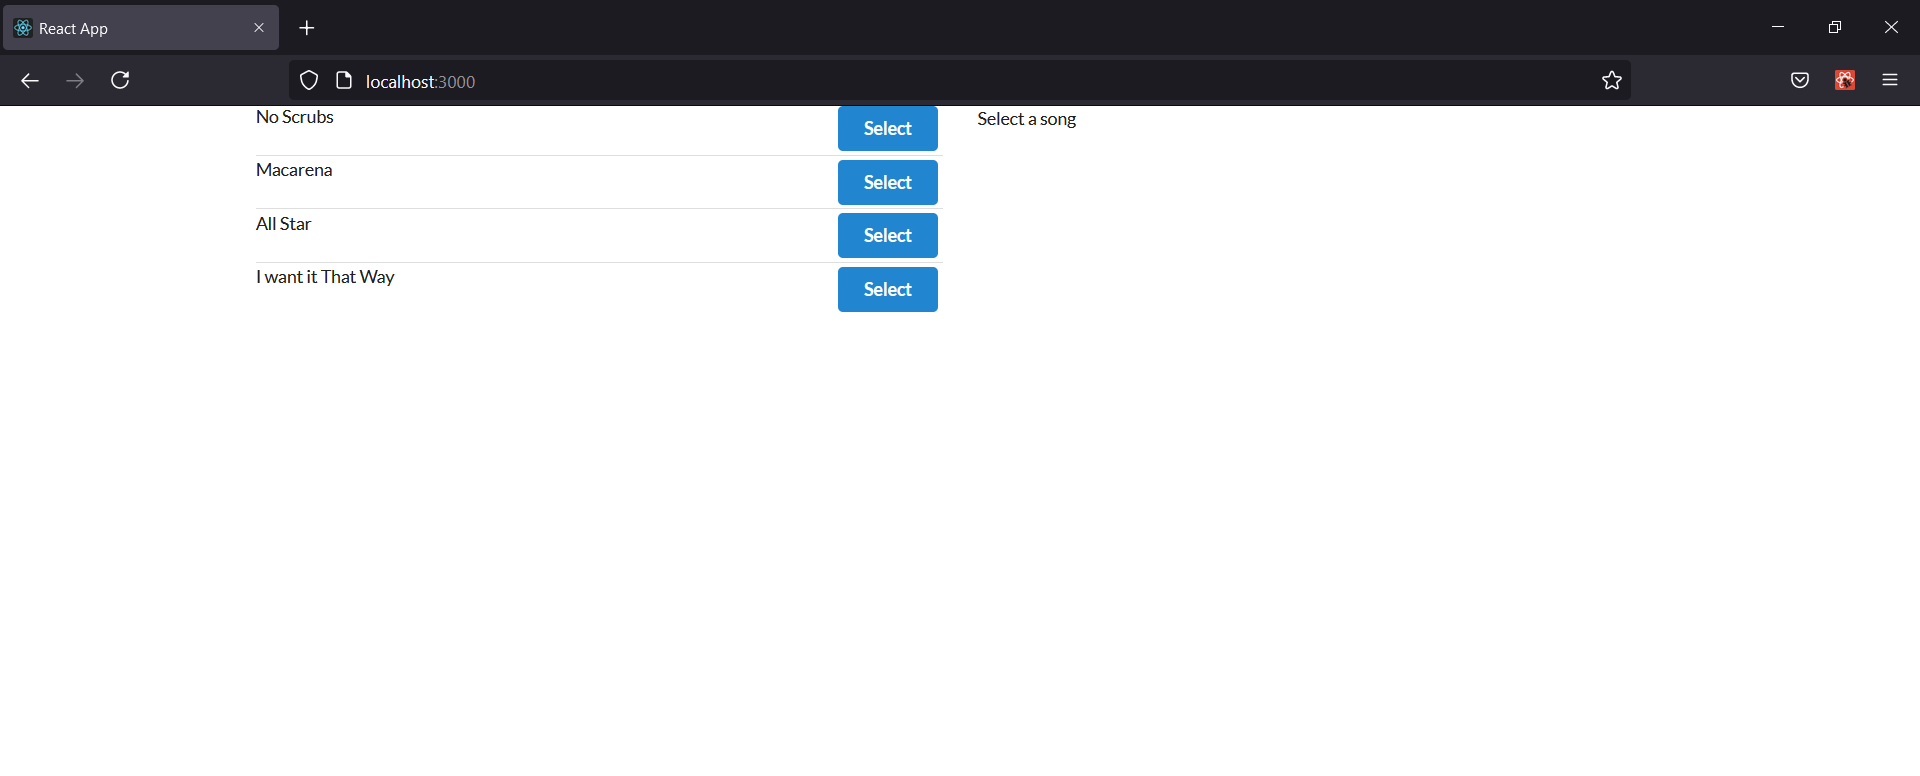 React App
localhost:3000
No Scrubs Select Select a song
Macarena Select
All Star Select
I want it That Way Select